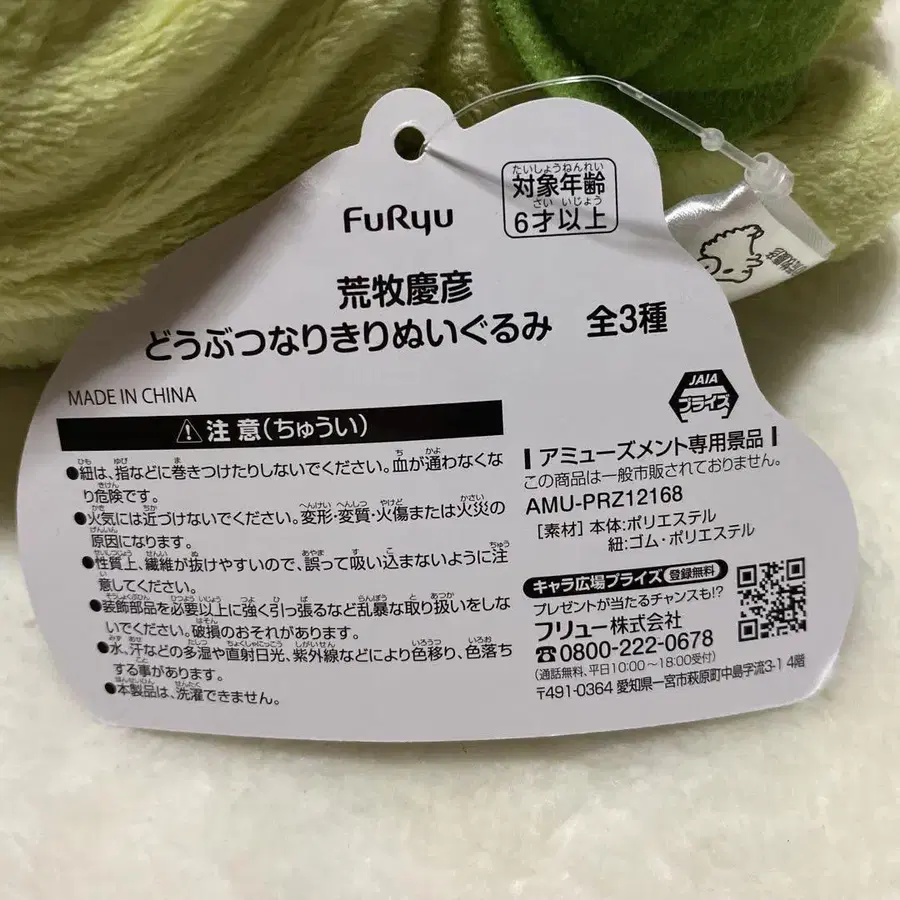 FuRyu
対象年齢
たいしょうねんれい
6才以上
さい いじょう
荒牧慶彦
どうぶつなりきりぬいぐるみ 全3種
MADE IN CHINA
⚠注意(ちゅうい)
●紐は、指などに巻きつけたりしないでください。血が通わなくな
り危険です。
●火気には近づけないでください。変形・変質・火傷または火災の
原因になります。
●性質上、繊維が抜けやすいので、誤って吸い込まないように注
意してください。
●装飾部品を必要以上に強く引っ張るなど乱暴な取り扱いをしな
いでください。破損のおそれがあります。
●水、汗などの多湿や直射日光、紫外線などにより色移り、色落ち
する事があります。
●本製品は、洗濯できません。
JAIA
プライズ
アミューズメント専用景品
この商品は一般市販されておりません。
AMU-PRZ12168
[素材] 本体:ポリエステル
紐:ゴム・ポリエステル
キャラ広場プライズ 登録無料
プレゼントが当たるチャンスも!?
フリュー株式会社
☎0800-222-0678
(通話無料、平日10:00~18:00受付)
〒491-0364 愛知県一宮市萩原町中島字流3-1 4階